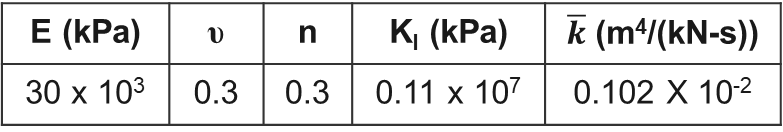 E (kPa) υ n Kₗ (kPa) k̅ (m⁴/(kN-s))
30 x 10³ 0.3 0.3 0.11 x 10⁷ 0.102 X 10⁻²